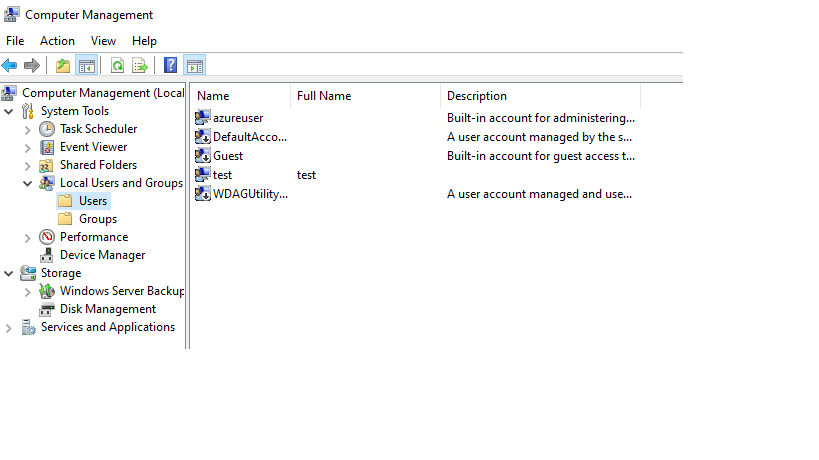 Computer Management
File Action View Help
Computer Management (Local
System Tools
Task Scheduler
Event Viewer
Shared Folders
Local Users and Groups
Users
Groups
Performance
Device Manager
Storage
Windows Server Backup
Disk Management
Services and Applications
Name Full Name Description
azureuser Built-in account for administering...
DefaultAcco... A user account managed by the s...
Guest Built-in account for guest access t...
test test
WDAGUtility... A user account managed and use...